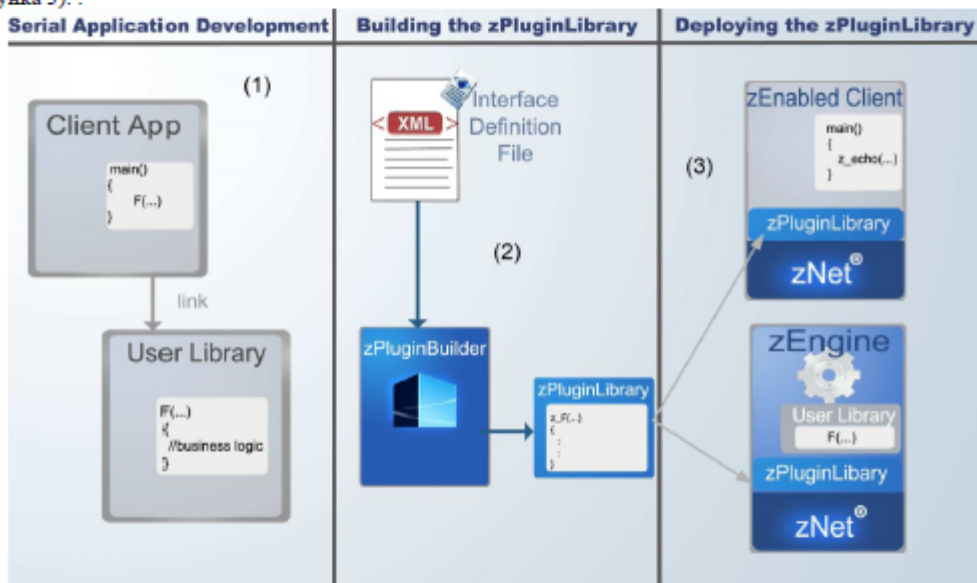 Serial Application Development
Building the zPluginLibrary
Deploying the zPluginLibrary
(1)
Client App
main()
{
F(...)
}
link
User Library
F(...)
{
//business logic
}
Interface
Definition
File
< XML >
(2)
zPluginBuilder
zPluginLibrary
z_F(...)
{
:
:
}
(3)
zEnabled Client
main()
{
z_echo(...)
}
zPluginLibrary
zNet®
zEngine
User Library
F(...)
zPluginLibary
zNet®